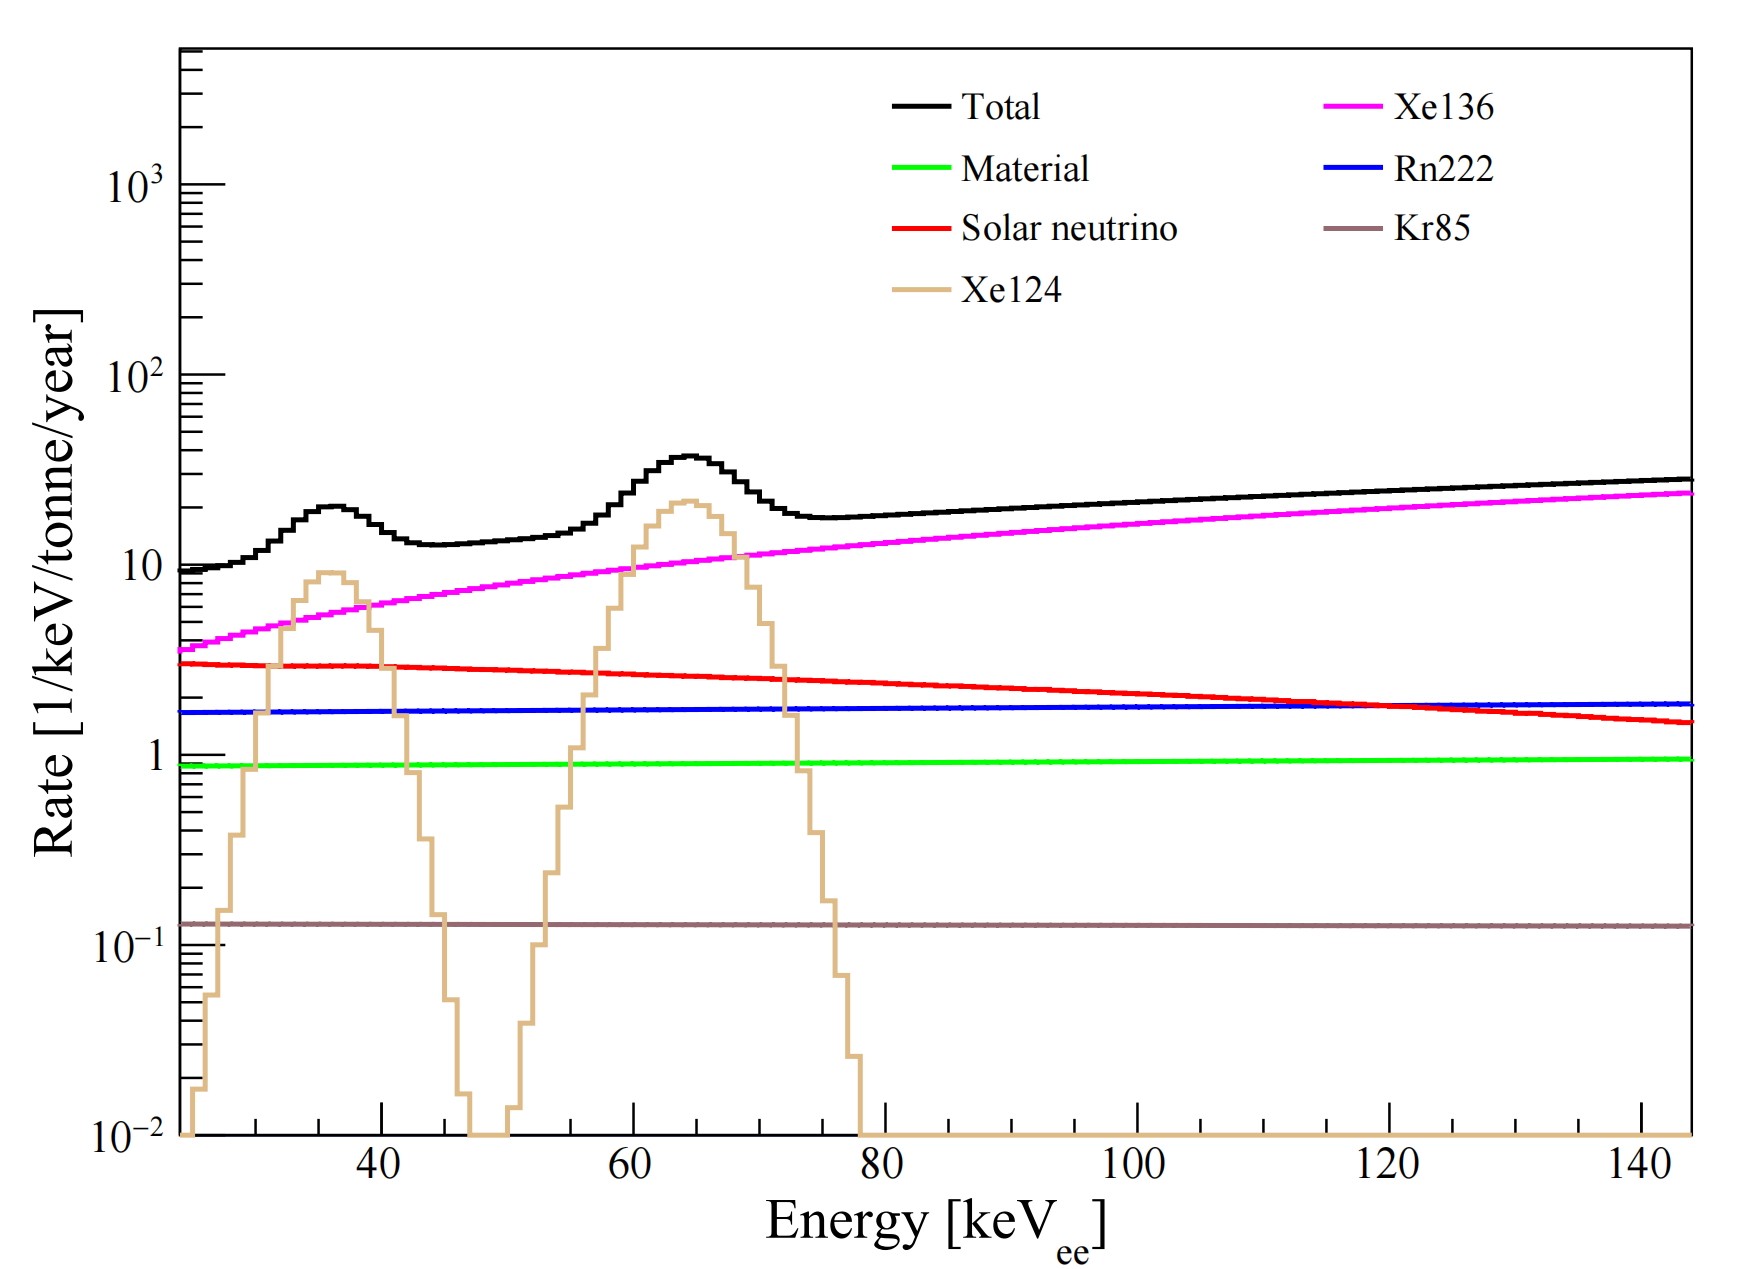 Rate [1/keV/tonne/year]
10³
10²
10
1
10⁻¹
10⁻²
Total
Material
Solar neutrino
Xe124
Xe136
Rn222
Kr85
40 60 80 100 120 140
Energy [keVₑₑ]